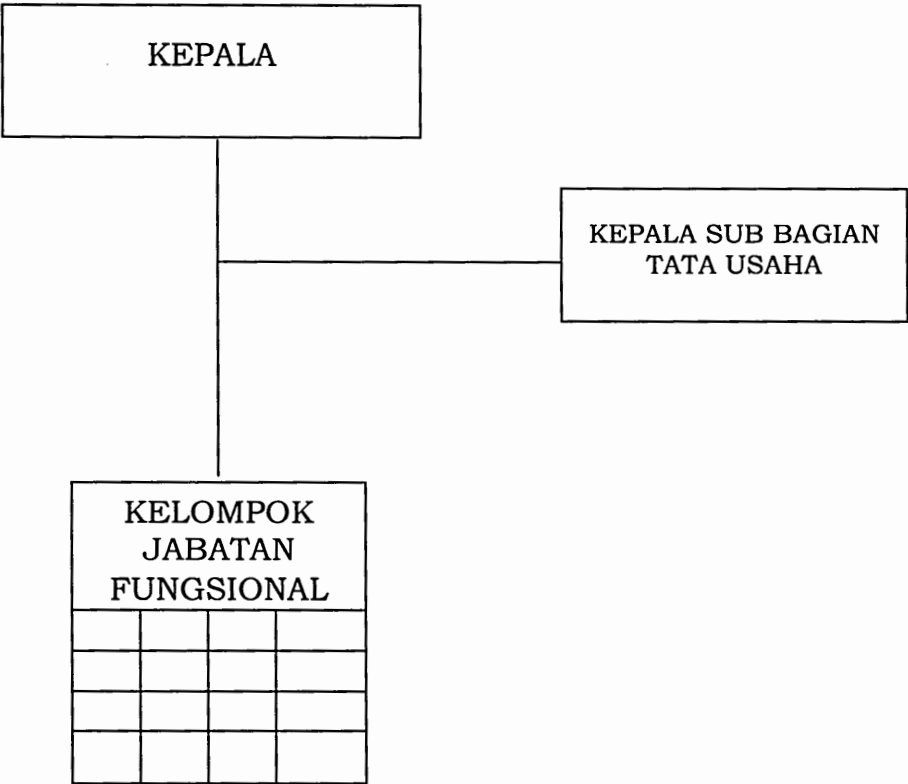 KEPALA
KEPALA SUB BAGIAN
TATA USAHA
KELOMPOK
JABATAN
FUNGSIONAL